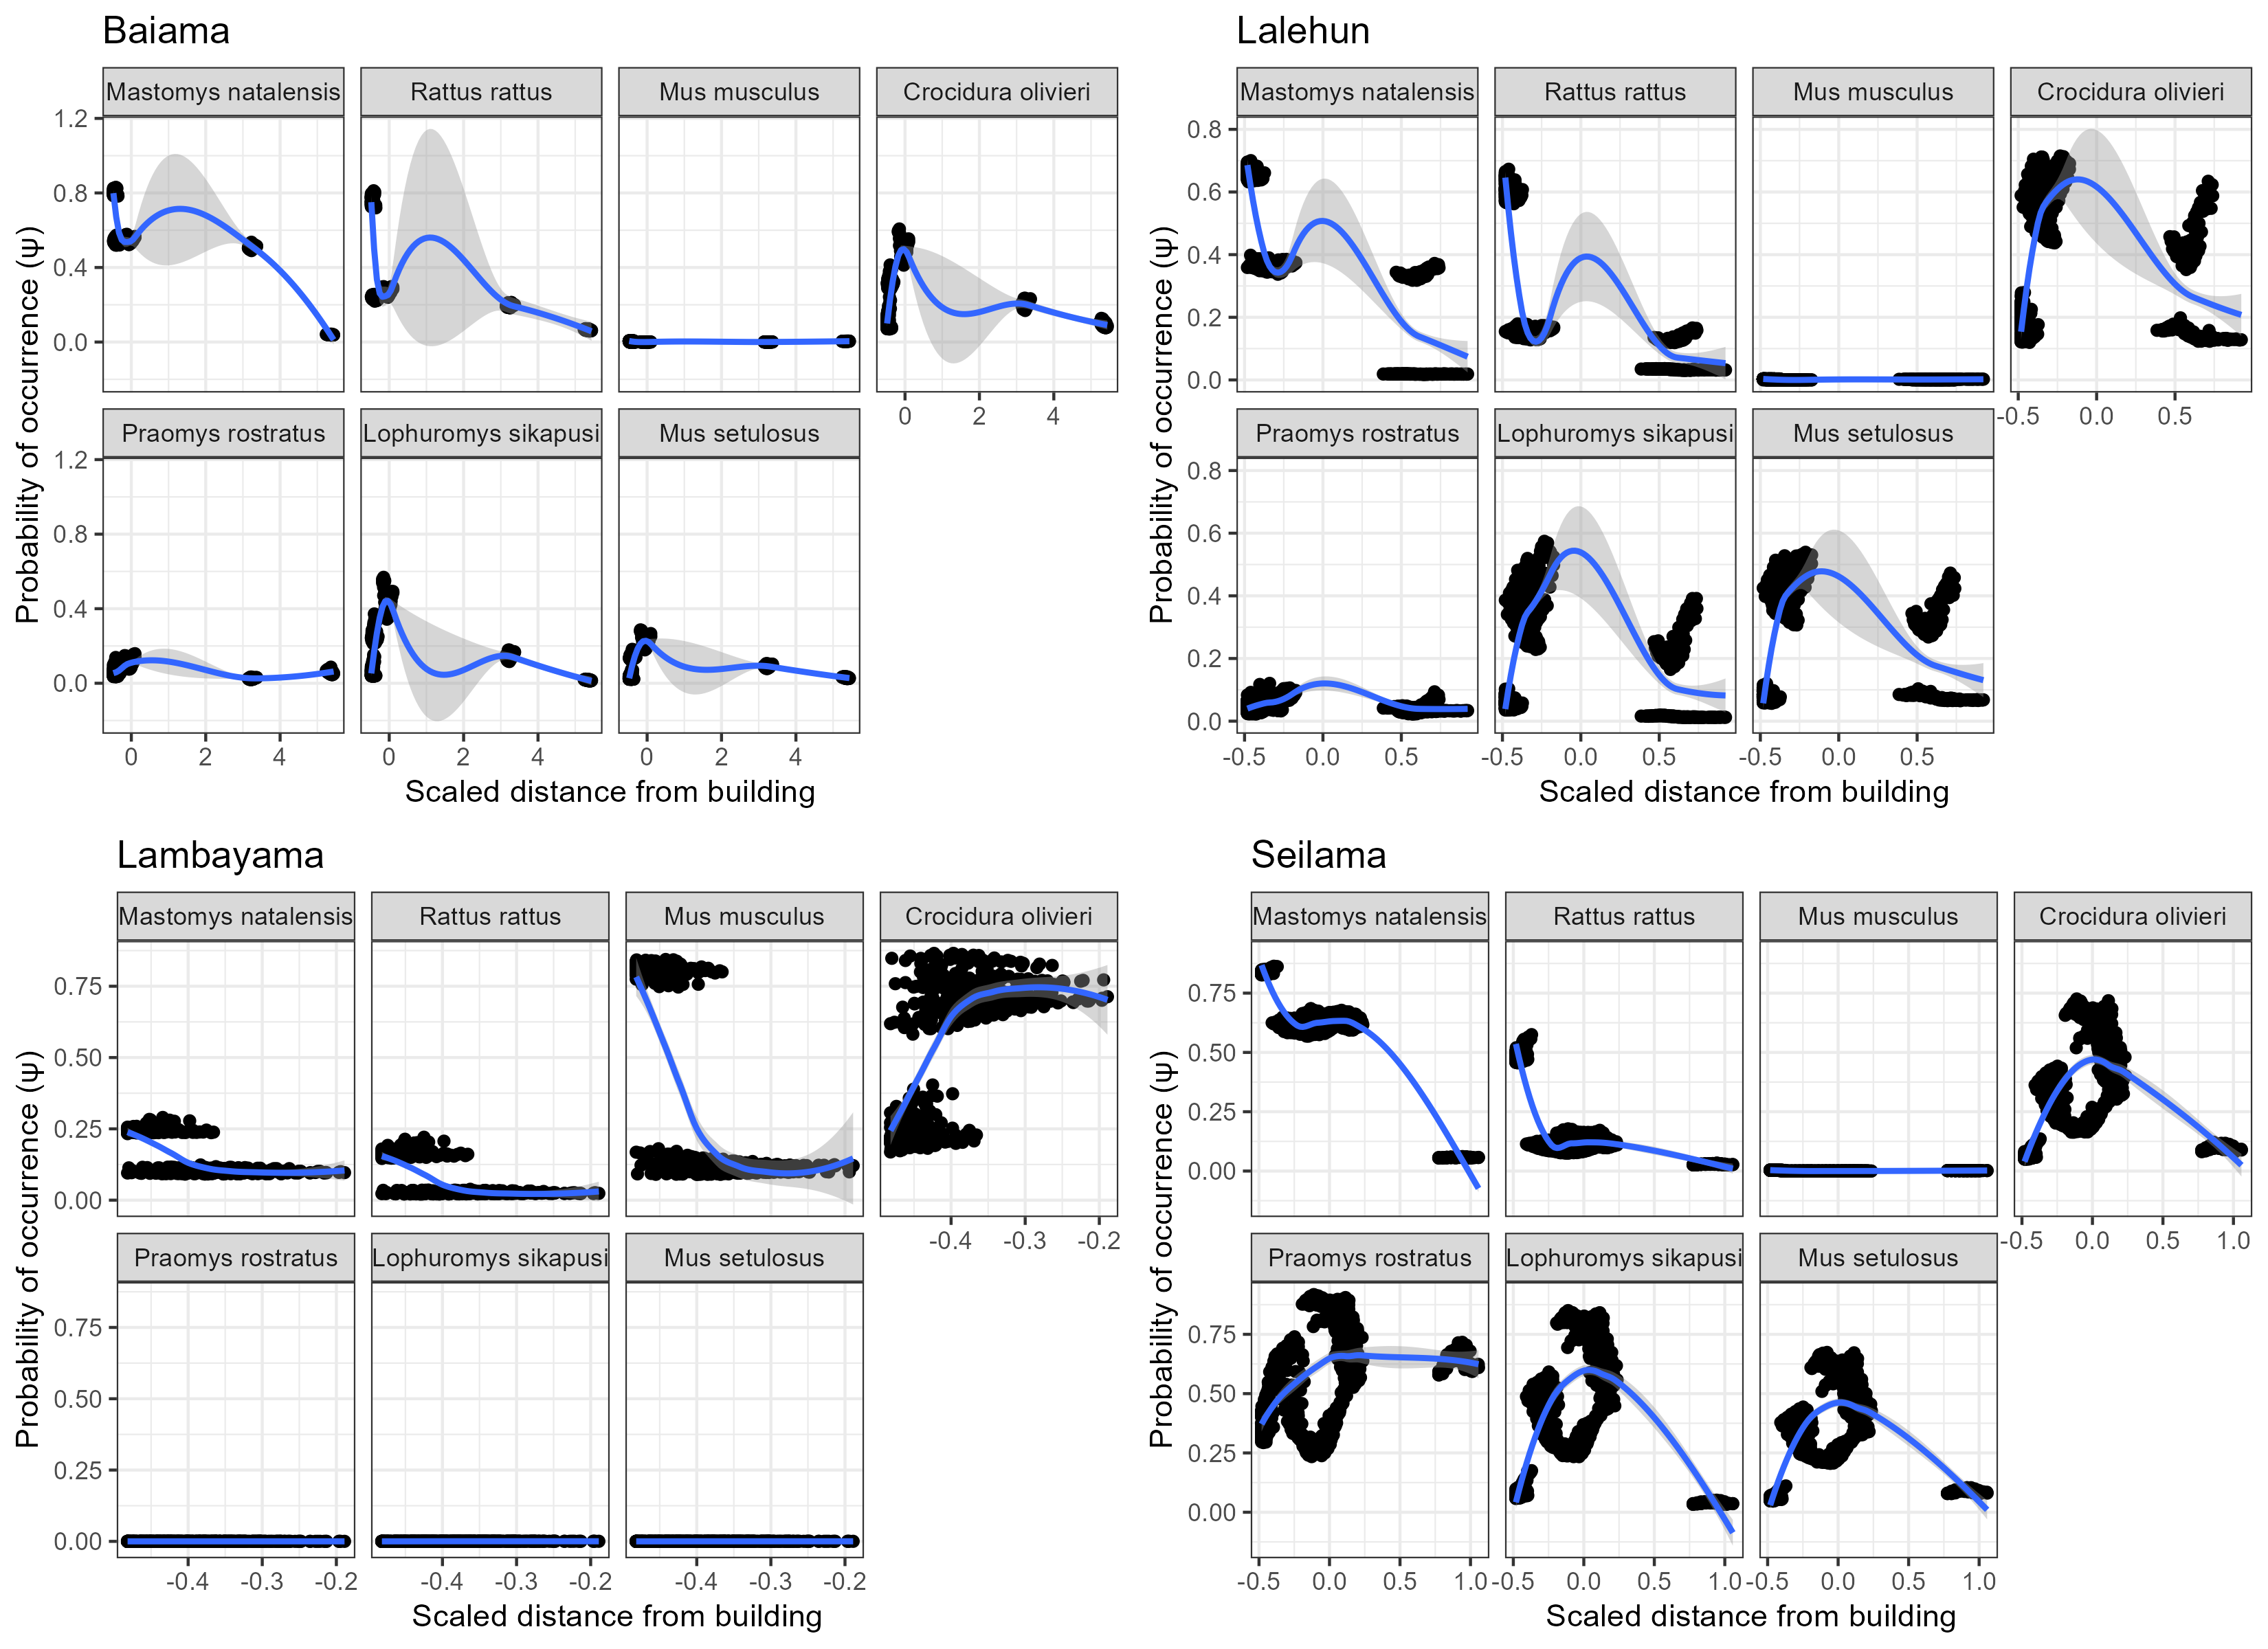 Baiama
Mastomys natalensis Rattus rattus Mus musculus Crocidura olivieri
1.2
0.8
0.4
0.0
0 2 4
Praomys rostratus Lophuromys sikapusi Mus setulosus
1.2
0.8
0.4
0.0
0 2 4 0 2 4 0 2 4
Probability of occurrence (ψ)
Scaled distance from building
Lalehun
Mastomys natalensis Rattus rattus Mus musculus Crocidura olivieri
0.8
0.6
0.4
0.2
0.0
-0.5 0.0 0.5
Praomys rostratus Lophuromys sikapusi Mus setulosus
0.8
0.6
0.4
0.2
0.0
-0.5 0.0 0.5 -0.5 0.0 0.5 -0.5 0.0 0.5
Probability of occurrence (ψ)
Scaled distance from building
Lambayama
Mastomys natalensis Rattus rattus Mus musculus Crocidura olivieri
0.75
0.50
0.25
0.00
-0.4 -0.3 -0.2
Praomys rostratus Lophuromys sikapusi Mus setulosus
0.75
0.50
0.25
0.00
-0.4 -0.3 -0.2 -0.4 -0.3 -0.2 -0.4 -0.3 -0.2
Probability of occurrence (ψ)
Scaled distance from building
Seilama
Mastomys natalensis Rattus rattus Mus musculus Crocidura olivieri
0.75
0.50
0.25
0.00
-0.5 0.0 0.5 1.0
Praomys rostratus Lophuromys sikapusi Mus setulosus
0.75
0.50
0.25
0.00
-0.5 0.0 0.5 1.0 -0.5 0.0 0.5 1.0 -0.5 0.0 0.5 1.0
Probability of occurrence (ψ)
Scaled distance from building